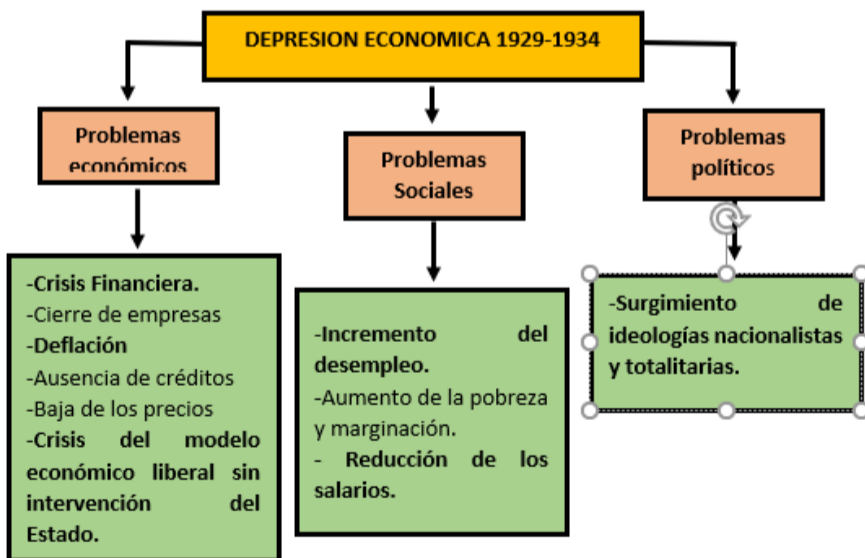 DEPRESION ECONOMICA 1929-1934
Problemas
económicos
Problemas
Sociales
Problemas
políticos
-Crisis Financiera.
-Cierre de empresas
-Deflación
-Ausencia de créditos
-Baja de los precios
-Crisis del modelo
económico liberal sin
intervención del
Estado.
-Incremento del
desempleo.
-Aumento de la pobreza
y marginación.
- Reducción de los
salarios.
-Surgimiento de
ideologías nacionalistas
y totalitarias.